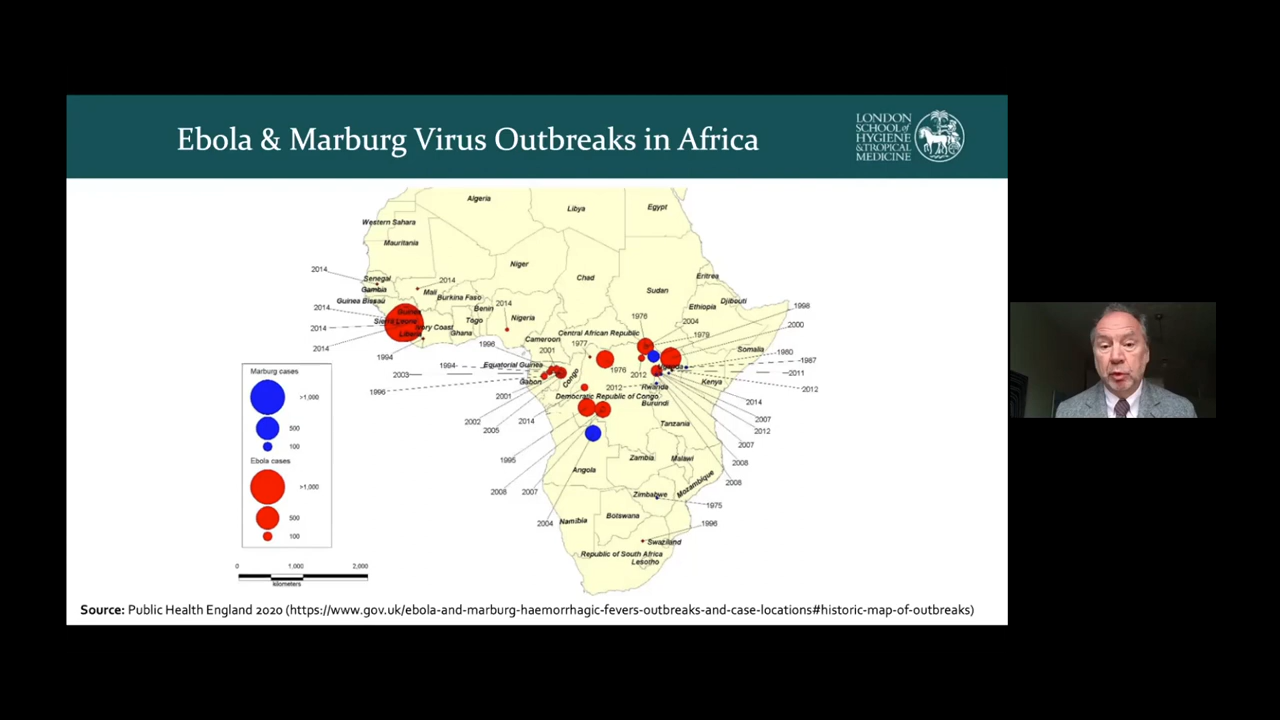 Ebola & Marburg Virus Outbreaks in Africa
LONDON
SCHOOL of
HYGIENE
& TROPICAL
MEDICINE
Algeria
Libya
Egypt
Western Sahara
Mauritania
Niger
Chad
Sudan
Eritrea
2014
Senegal
Gambia
2014
Mali
Burkina Faso
Guinea Bissau
Guinea
Benin
2014
Nigeria
Togo
Ghana
Ivory Coast
Sierra Leone
Liberia
2014
2014
2014
1994
Djibouti
Ethiopia
1998
1976
2004
1979
2000
Central African Republic
Cameroon
1977
1996
2001
Somalia
1980
1987
2011
2012
1994
Equatorial Guinea
2003
Gabon
Congo
1996
1976
2012
2012
Rwanda
Kenya
Democratic Republic of Congo
Burundi
2001
2002
2005
2014
2014
2007
2012
Tanzania
2007
1995
2008
2008
2007
2008
2004
Angola
Zambia
Malawi
Mozambique
Zimbabwe
1975
Namibia
Botswana
1996
Swaziland
Republic of South Africa
Lesotho
Marburg cases
>1,000
500
100
Ebola cases
>1,000
500
100
0 1,000 2,000
kilometers
Source: Public Health England 2020 (https://www.gov.uk/ebola-and-marburg-haemorrhagic-fevers-outbreaks-and-case-locations#historic-map-of-outbreaks)